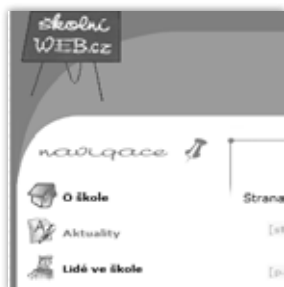 školní
WEB.cz
navigace
O škole
Strana
Aktuality
Lidé ve škole